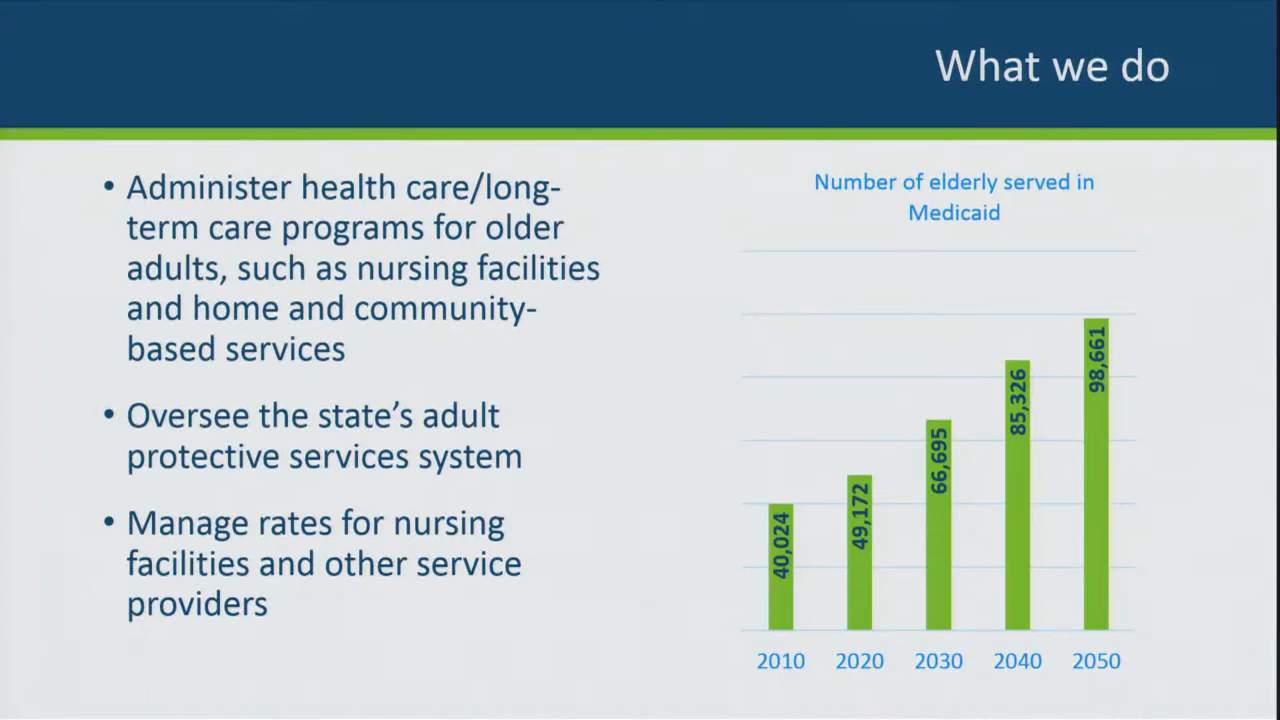 What we do
• Administer health care/long-
term care programs for older
adults, such as nursing facilities
and home and community-
based services
• Oversee the state’s adult
protective services system
• Manage rates for nursing
facilities and other service
providers
Number of elderly served in
Medicaid
40,024
49,172
66,695
85,326
98,661
2010 2020 2030 2040 2050